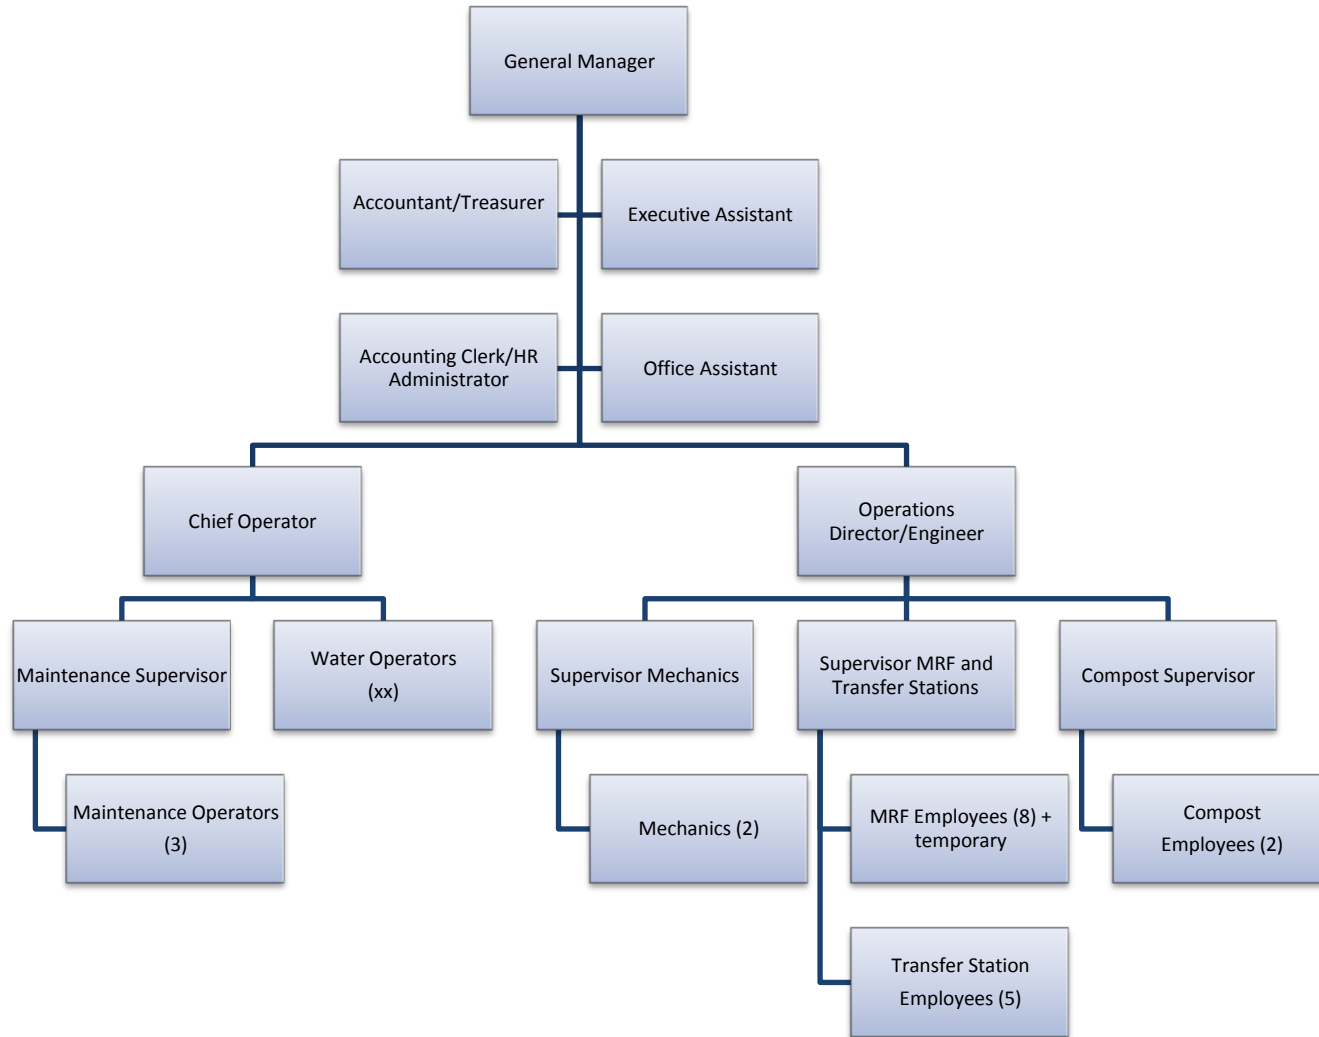 General Manager
Accountant/Treasurer
Executive Assistant
Accounting Clerk/HR
Administrator
Office Assistant
Chief Operator
Operations
Director/Engineer
Maintenance Supervisor
Water Operators
(xx)
Supervisor Mechanics
Supervisor MRF and
Transfer Stations
Compost Supervisor
Maintenance Operators
(3)
Mechanics (2)
MRF Employees (8) +
temporary
Compost
Employees (2)
Transfer Station
Employees (5)